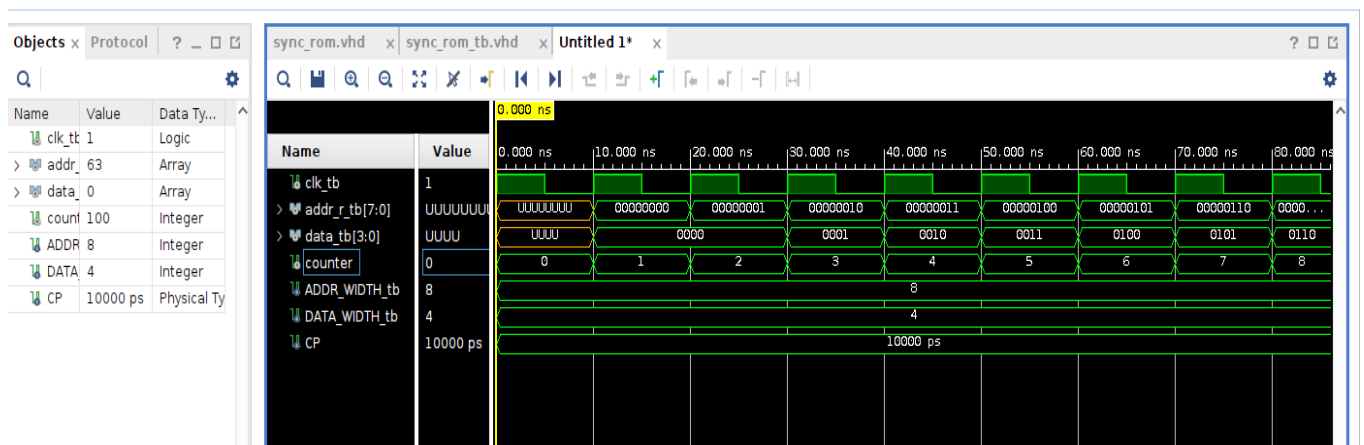 Objects × Protocol ? _ □
sync_rom.vhd × sync_rom_tb.vhd × Untitled 1* × ? □
Name Value Data Ty...
clk_tb 1 Logic
> addr_ 63 Array
> data_ 0 Array
count 100 Integer
ADDR 8 Integer
DATA_ 4 Integer
CP 10000 ps Physical Ty
0.000 ns
Name Value 0.000 ns 10.000 ns 20.000 ns 30.000 ns 40.000 ns 50.000 ns 60.000 ns 70.000 ns 80.000 ns
clk_tb 1
> addr_r_tb[7:0] UUUUUUUU UUUUUUUU 00000000 00000001 00000010 00000011 00000100 00000101 00000110 0000...
> data_tb[3:0] UUUU UUUU 0000 0001 0010 0011 0100 0101 0110
counter 0 0 1 2 3 4 5 6 7 8
ADDR_WIDTH_tb 8 8
DATA_WIDTH_tb 4 4
CP 10000 ps 10000 ps